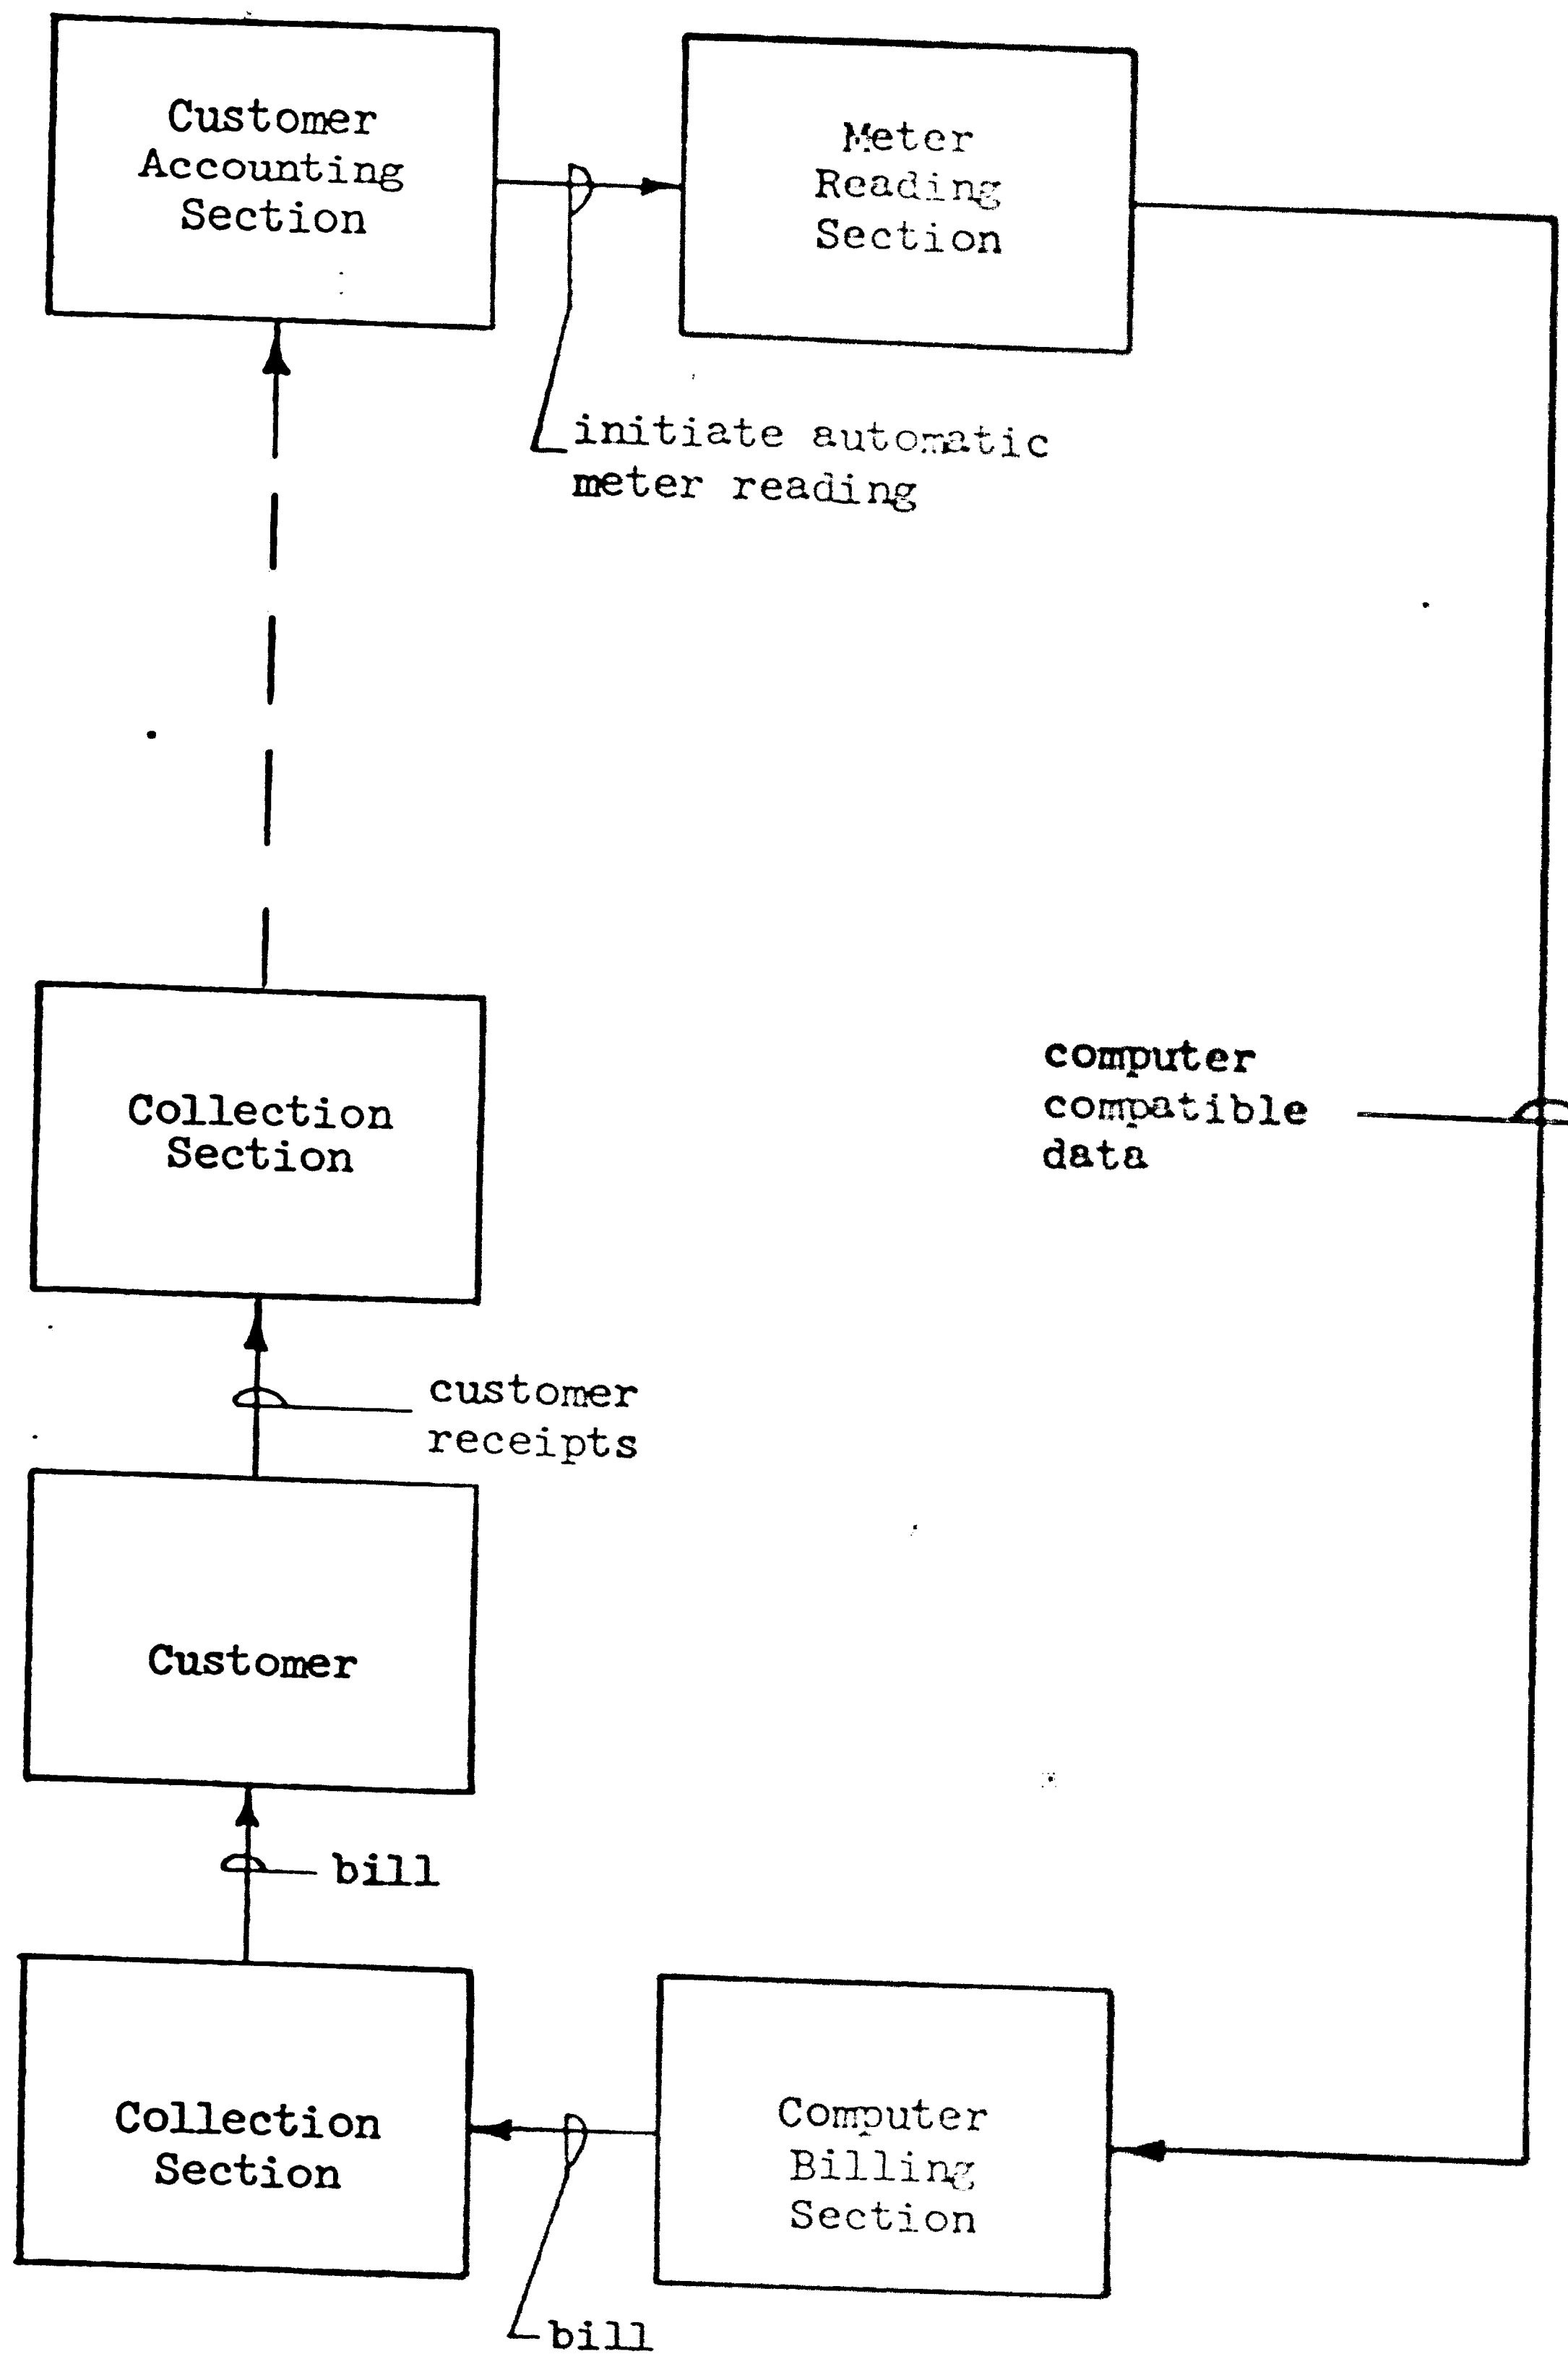 Customer
Accounting
Section
Meter
Reading
Section
initiate automatic
meter reading
Collection
Section
computer
compatible
data
customer
receipts
Customer
bill
Collection
Section
Computer
Billing
Section
bill